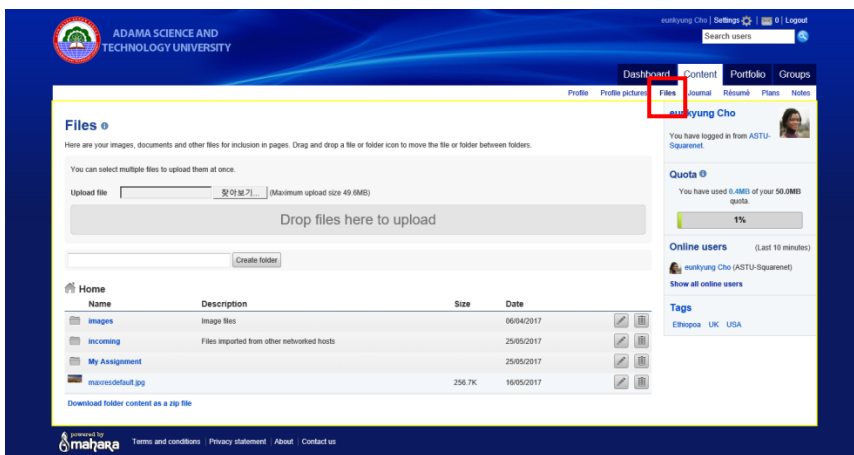 eunkyung Cho | Settings | 0 | Logout
ADAMA SCIENCE AND
TECHNOLOGY UNIVERSITY
Search users
Dashboard Content Portfolio Groups
Profile Profile pictures Files Journal Résumé Plans Notes
Files
Here are your images, documents and other files for inclusion in pages. Drag and drop a file or folder icon to move the file or folder between folders.
You can select multiple files to upload them at once.
Upload file 찾아보기... (Maximum upload size 49.6MB)
Drop files here to upload
Create folder
Home
Name Description Size Date
images Image files 06/04/2017
incoming Files imported from other networked hosts 25/05/2017
My Assignment 25/05/2017
maxresdefault.jpg 256.7K 16/05/2017
Download folder content as a zip file
eunkyung Cho
You have logged in from ASTU-
Squarenet.
Quota
You have used 0.4MB of your 50.0MB
quota.
1%
Online users (Last 10 minutes)
eunkyung Cho (ASTU-Squarenet)
Show all online users
Tags
Ethiopoa UK USA
powered by
mahara
Terms and conditions | Privacy statement | About | Contact us